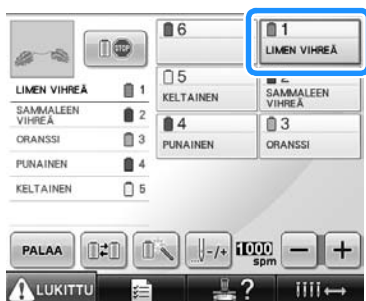 6
1
LIMEN VIHREÄ
5
KELTAINEN
2
SAMMALEEN
VIHREÄ
4
PUNAINEN
3
ORANSSI
LIMEN VIHREÄ 1
SAMMALEEN
VIHREÄ 2
ORANSSI 3
PUNAINEN 4
KELTAINEN 5
PALAA
-/+
1000
spm
- +
LUKITTU
?